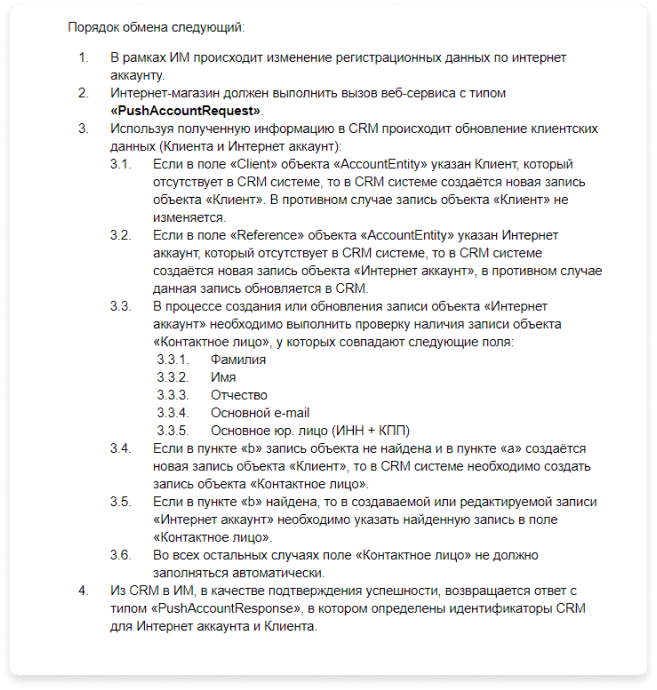 Порядок обмена следующий:
1. В рамках ИМ происходит изменение регистрационных данных по интернет
аккаунту.
2. Интернет-магазин должен выполнить вызов веб-сервиса с типом
«PushAccountRequest».
3. Используя полученную информацию в CRM происходит обновление клиентских
данных (Клиента и Интернет аккаунт):
3.1. Если в поле «Client» объекта «AccountEntity» указан Клиент, который
отсутствует в CRM системе, то в CRM системе создаётся новая запись
объекта «Клиент». В противном случае запись объекта «Клиент» не
изменяется.
3.2. Если в поле «Reference» объекта «AccountEntity» указан Интернет
аккаунт, который отсутствует в CRM системе, то в CRM системе
создаётся новая запись объекта «Интернет аккаунт», в противном случае
данная запись обновляется в CRM.
3.3. В процессе создания или обновления записи объекта «Интернет
аккаунт» необходимо выполнить проверку наличия записи объекта
«Контактное лицо», у которых совпадают следующие поля:
3.3.1. Фамилия
3.3.2. Имя
3.3.3. Отчество
3.3.4. Основной e-mail
3.3.5. Основное юр. лицо (ИНН + КПП)
3.4. Если в пункте «b» запись объекта не найдена и в пункте «a» создаётся
новая запись объекта «Клиент», то в CRM системе необходимо создать
запись объекта «Контактное лицо».
3.5. Если в пункте «b» найдена, то в создаваемой или редактируемой записи
«Интернет аккаунт» необходимо указать найденную запись в поле
«Контактное лицо».
3.6. Во всех остальных случаях поле «Контактное лицо» не должно
заполняться автоматически.
4. Из CRM в ИМ, в качестве подтверждения успешности, возвращается ответ с
типом «PushAccountResponse», в котором определены идентификаторы CRM
для Интернет аккаунта и Клиента.